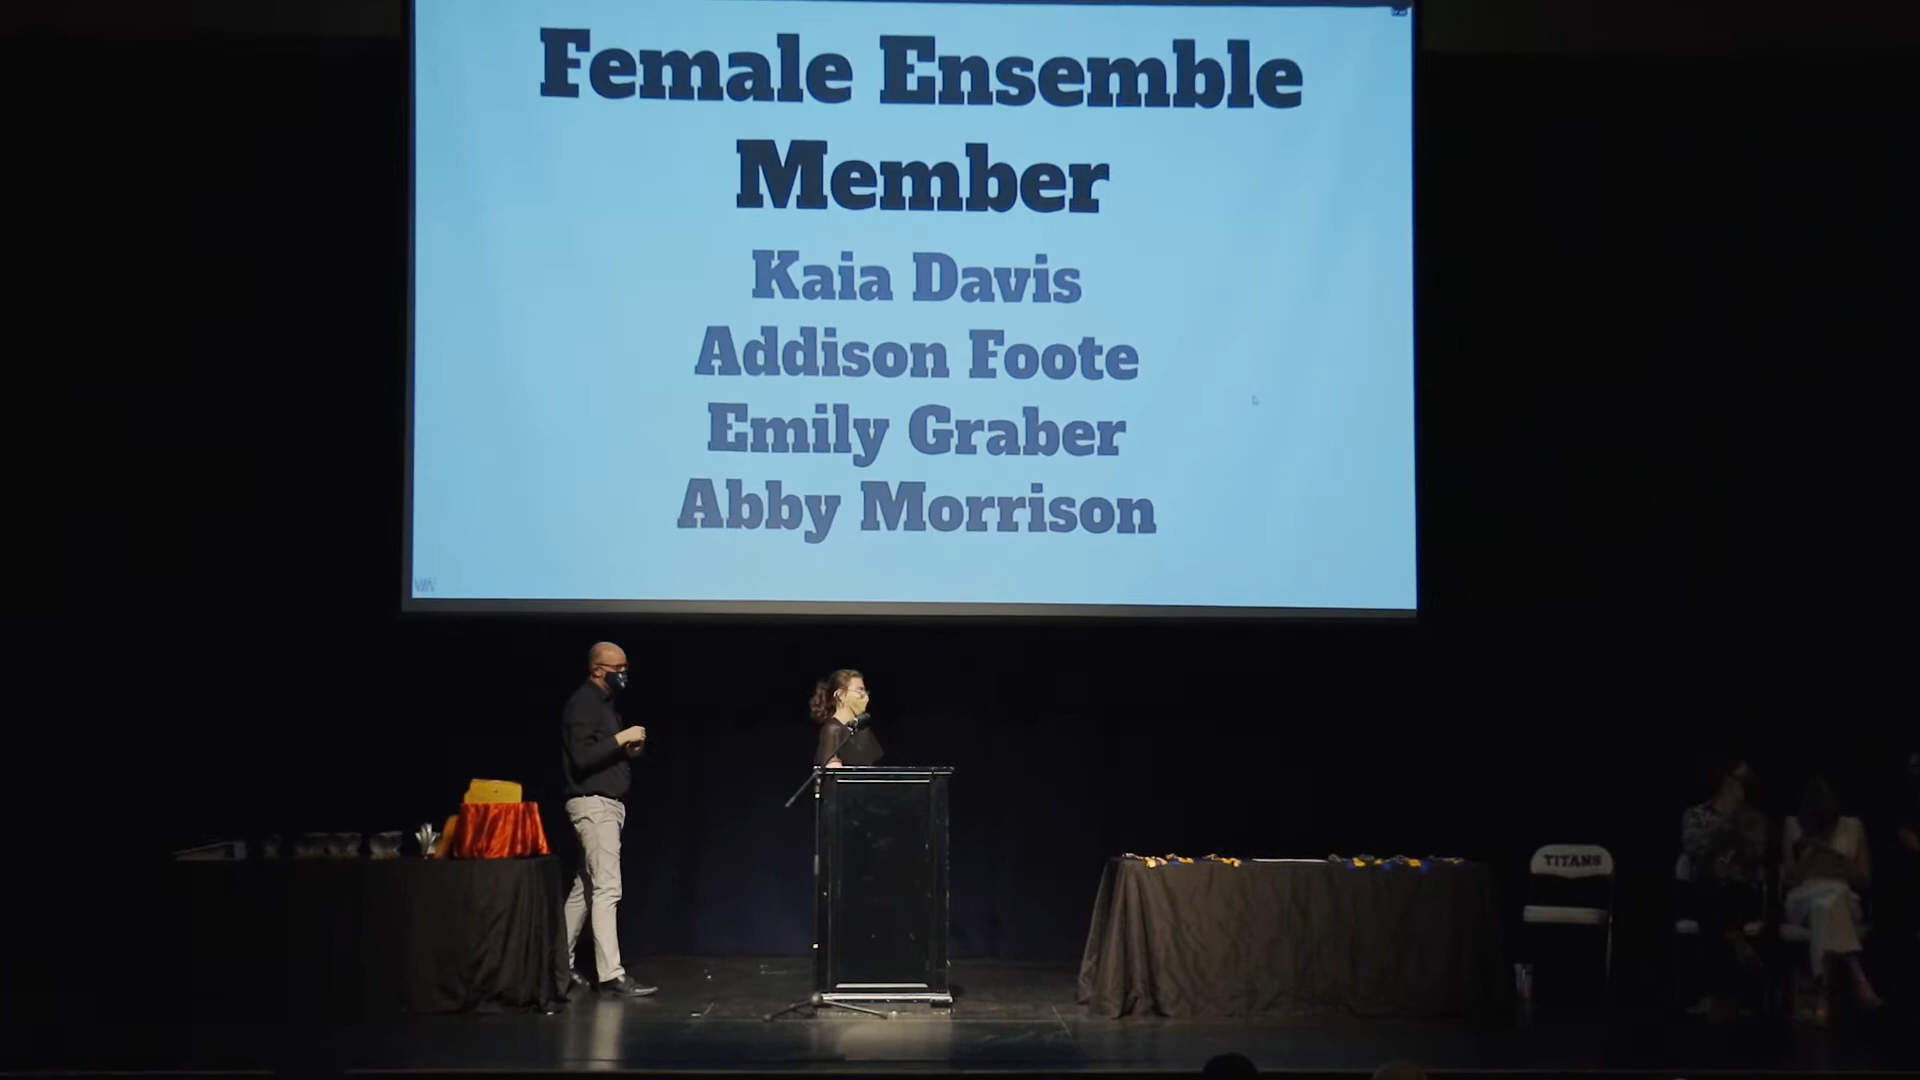 Female Ensemble
Member
Kaia Davis
Addison Foote
Emily Graber
Abby Morrison
TITANS